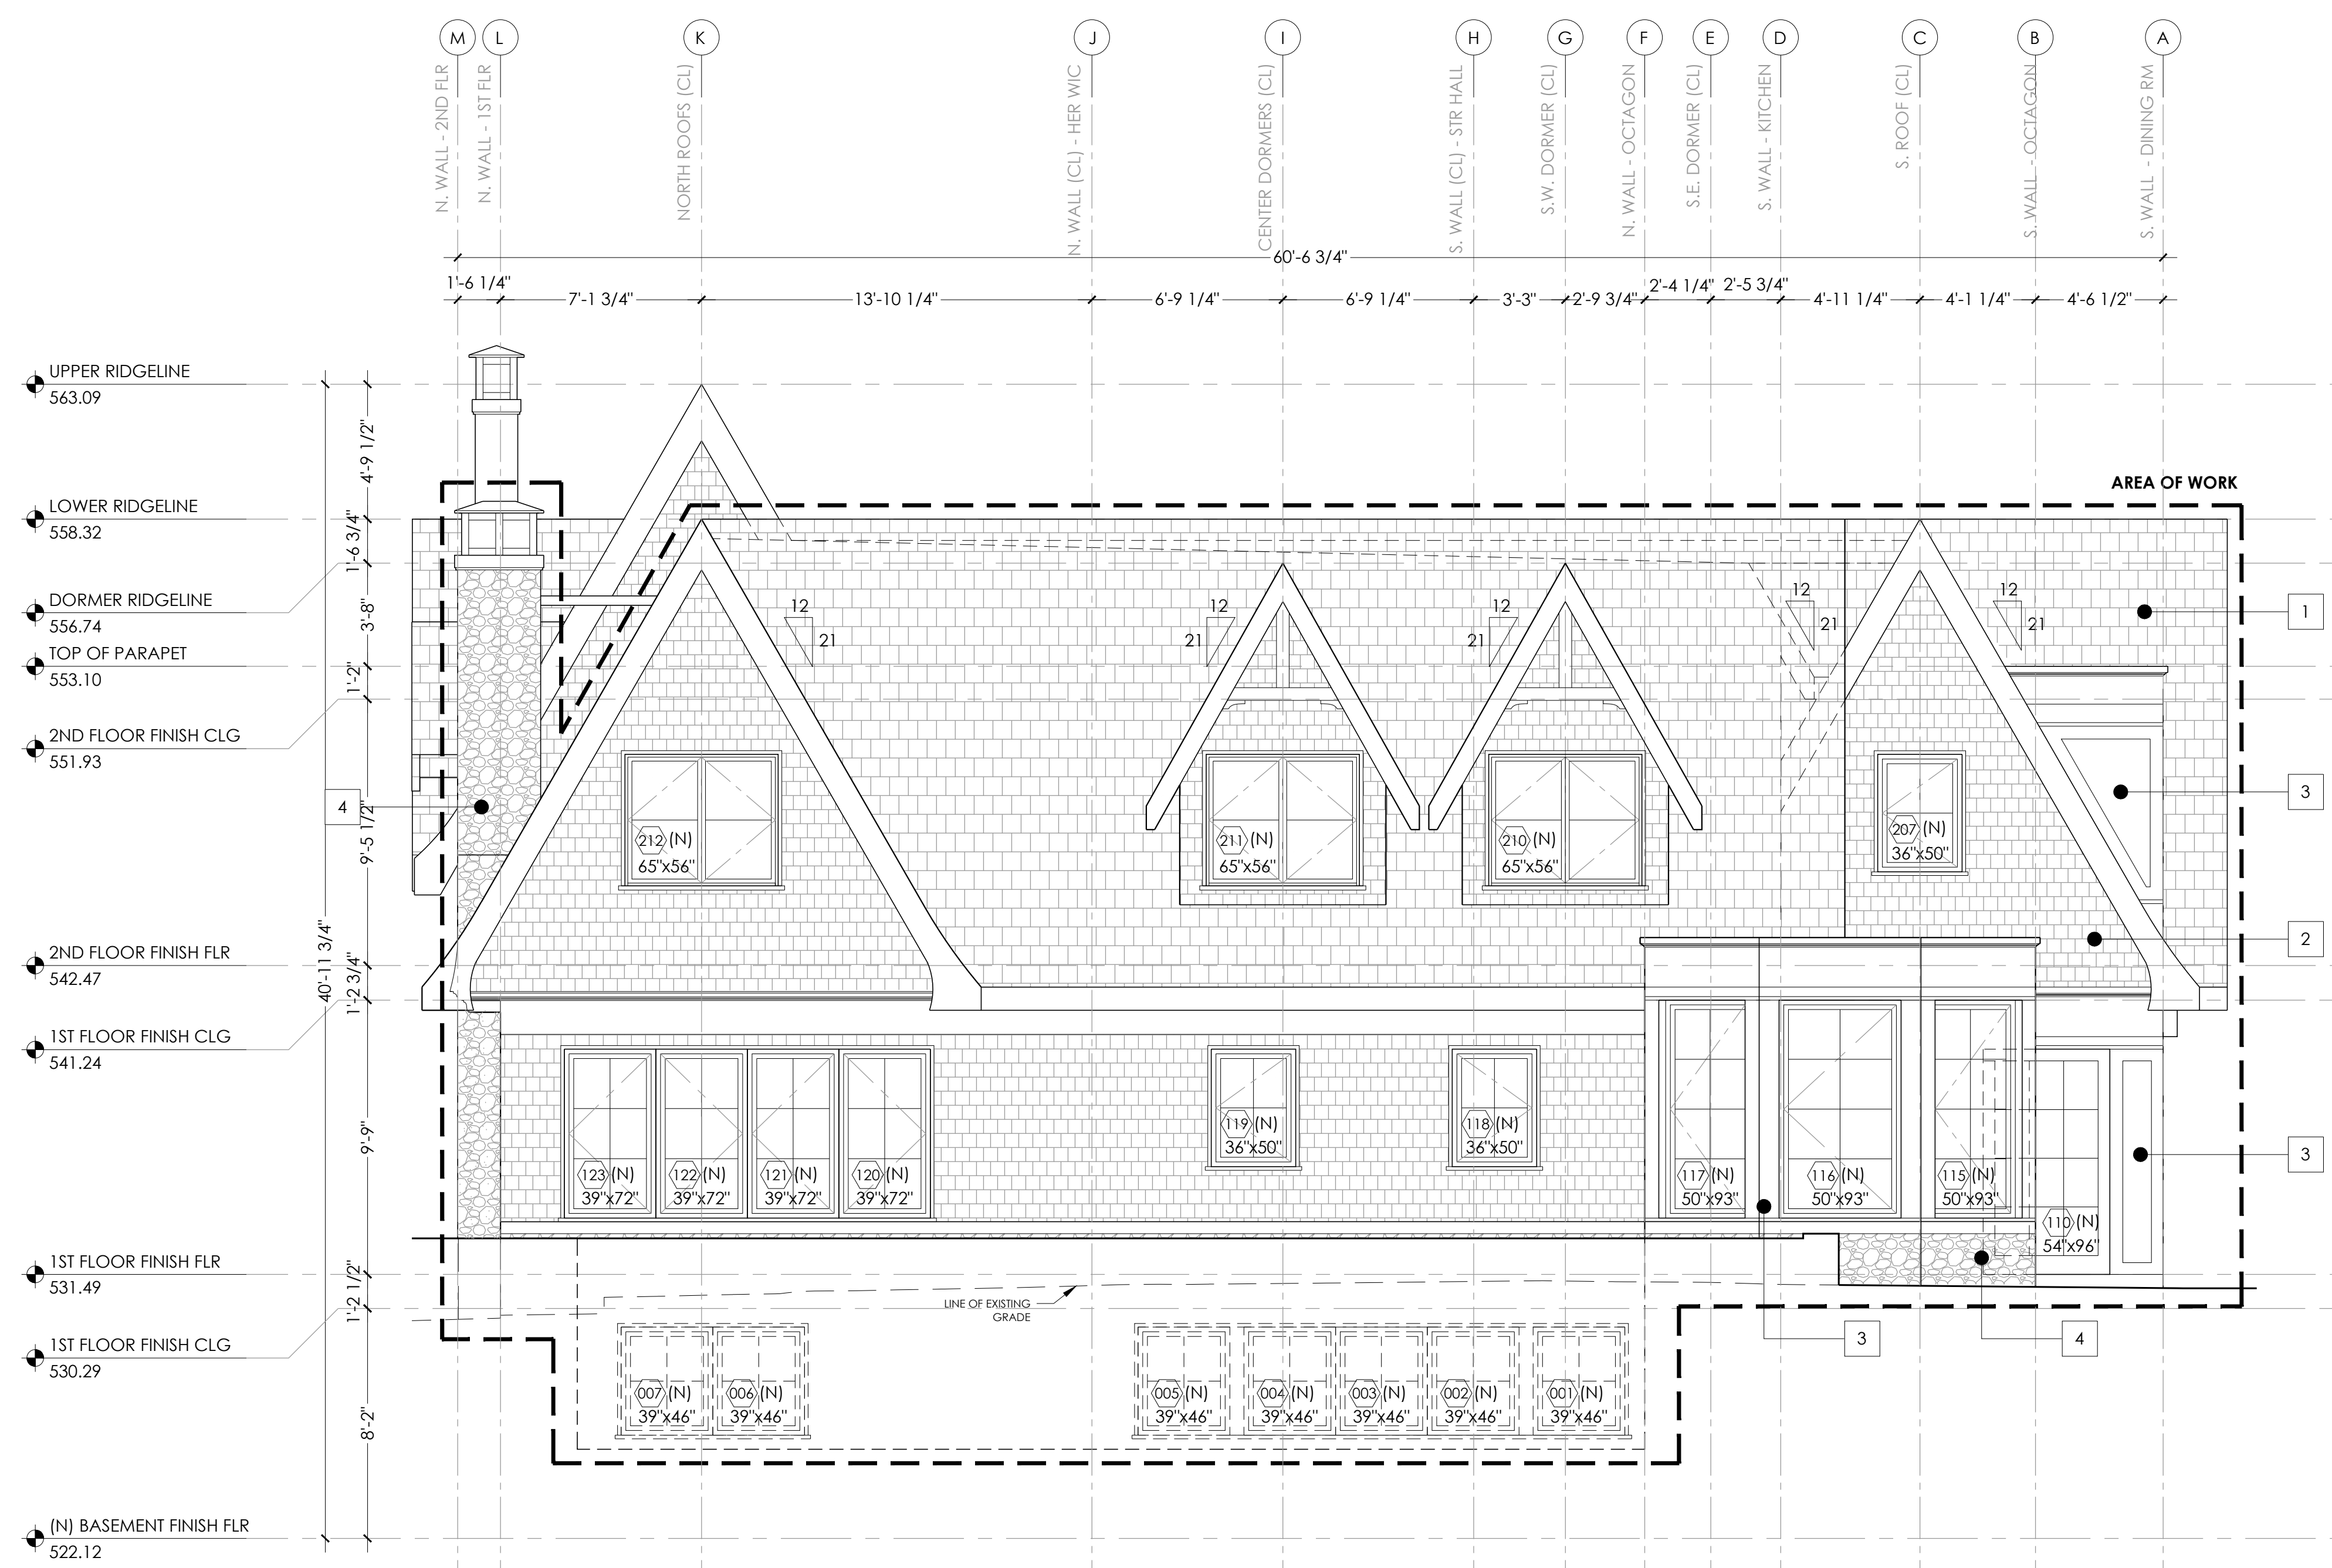 M L K J I H G F E D C B A
N. WALL - 2ND FLR
N. WALL - 1ST FLR
NORTH ROOFS (CL)
N. WALL (CL) - HER WIC
CENTER DORMERS (CL)
S. WALL (CL) - STR HALL
S.W. DORMER (CL)
N. WALL - OCTAGON
S.E. DORMER (CL)
S. WALL - KITCHEN
S. ROOF (CL)
S. WALL - OCTAGON
S. WALL - DINING RM
60'-6 3/4"
1'-6 1/4" 7'-1 3/4" 13'-10 1/4" 6'-9 1/4" 6'-9 1/4" 3'-3" 2'-9 3/4" 2'-4 1/4" 2'-5 3/4" 4'-11 1/4" 4'-1 1/4" 4'-6 1/2"
UPPER RIDGELINE
563.09
LOWER RIDGELINE
558.32
DORMER RIDGELINE
556.74
TOP OF PARAPET
553.10
2ND FLOOR FINISH CLG
551.93
2ND FLOOR FINISH FLR
542.47
1ST FLOOR FINISH CLG
541.24
1ST FLOOR FINISH FLR
531.49
1ST FLOOR FINISH CLG
530.29
(N) BASEMENT FINISH FLR
522.12
40'-11 3/4"
4'-9 1/2"
1'-6 3/4"
3'-8"
1'-2"
9'-5 1/2"
1'-2 3/4"
9'-9"
1'-2 1/2"
8'-2"
AREA OF WORK
12
21
12
21
12
21
12
21
12
21
1
3
2
3
4
212 (N)
65"x56"
211 (N)
65"x56"
210 (N)
65"x56"
207 (N)
36"x50"
123 (N)
39"x72"
122 (N)
39"x72"
121 (N)
39"x72"
120 (N)
39"x72"
119 (N)
36"x50"
118 (N)
36"x50"
117 (N)
50"x93"
116 (N)
50"x93"
115 (N)
50"x93"
110 (N)
54"x96"
LINE OF EXISTING
GRADE
3
4
007 (N)
39"x46"
006 (N)
39"x46"
005 (N)
39"x46"
004 (N)
39"x46"
003 (N)
39"x46"
002 (N)
39"x46"
001 (N)
39"x46"